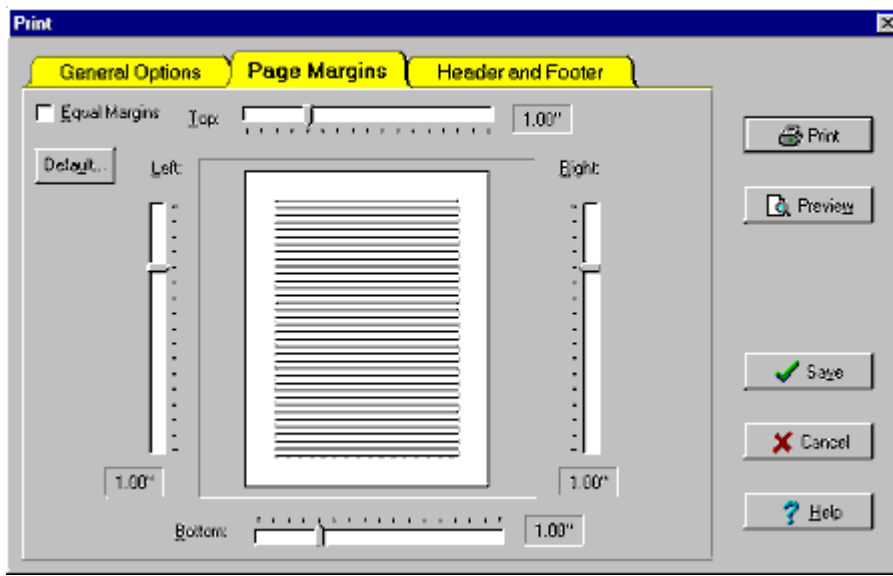 Print
General Options Page Margins Header and Footer
Equal Margins Top: 1.00"
Print
Default... Left: Right:
Preview
Save
Cancel
1.00" 1.00"
Help
Bottom: 1.00"